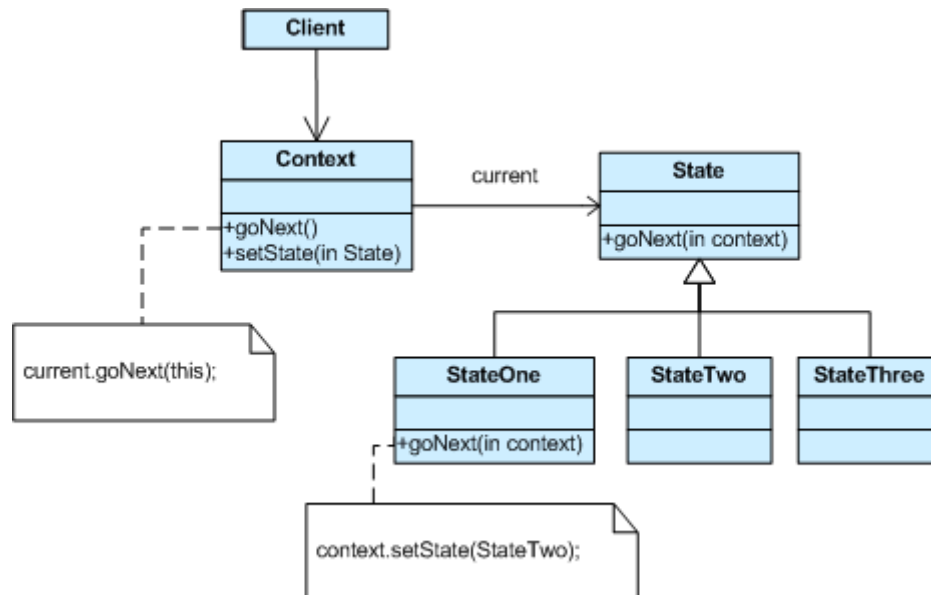 Client
Context
+goNext()
+setState(in State)
current
State
+goNext(in context)
current.goNext(this);
StateOne
+goNext(in context)
StateTwo
StateThree
context.setState(StateTwo);